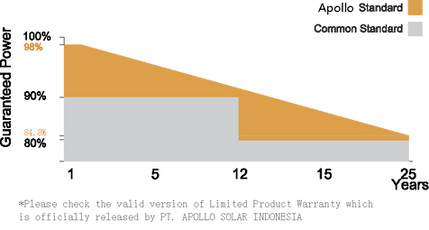 Apollo Standard
Common Standard
Guaranteed Power
100%
98%
90%
84.8%
80%
1 5 12 15 25
Years
*Please check the valid version of Limited Product Warranty which
is officially released by PT. APOLLO SOLAR INDONESIA